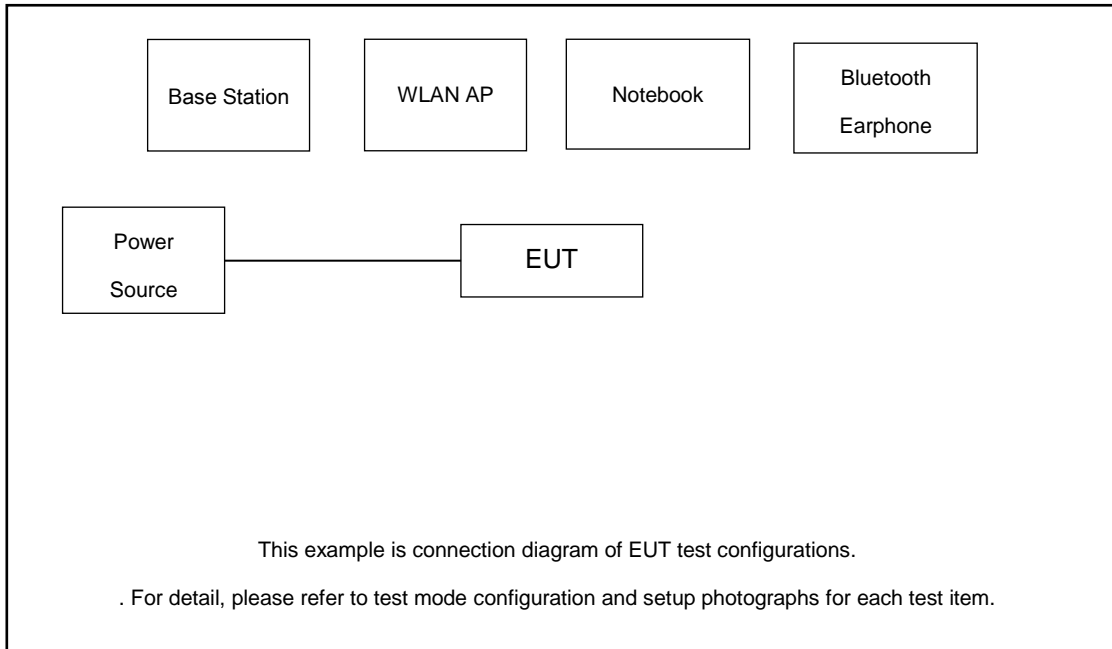 Base Station
WLAN AP
Notebook
Bluetooth
Earphone
Power
Source
EUT
This example is connection diagram of EUT test configurations.
. For detail, please refer to test mode configuration and setup photographs for each test item.